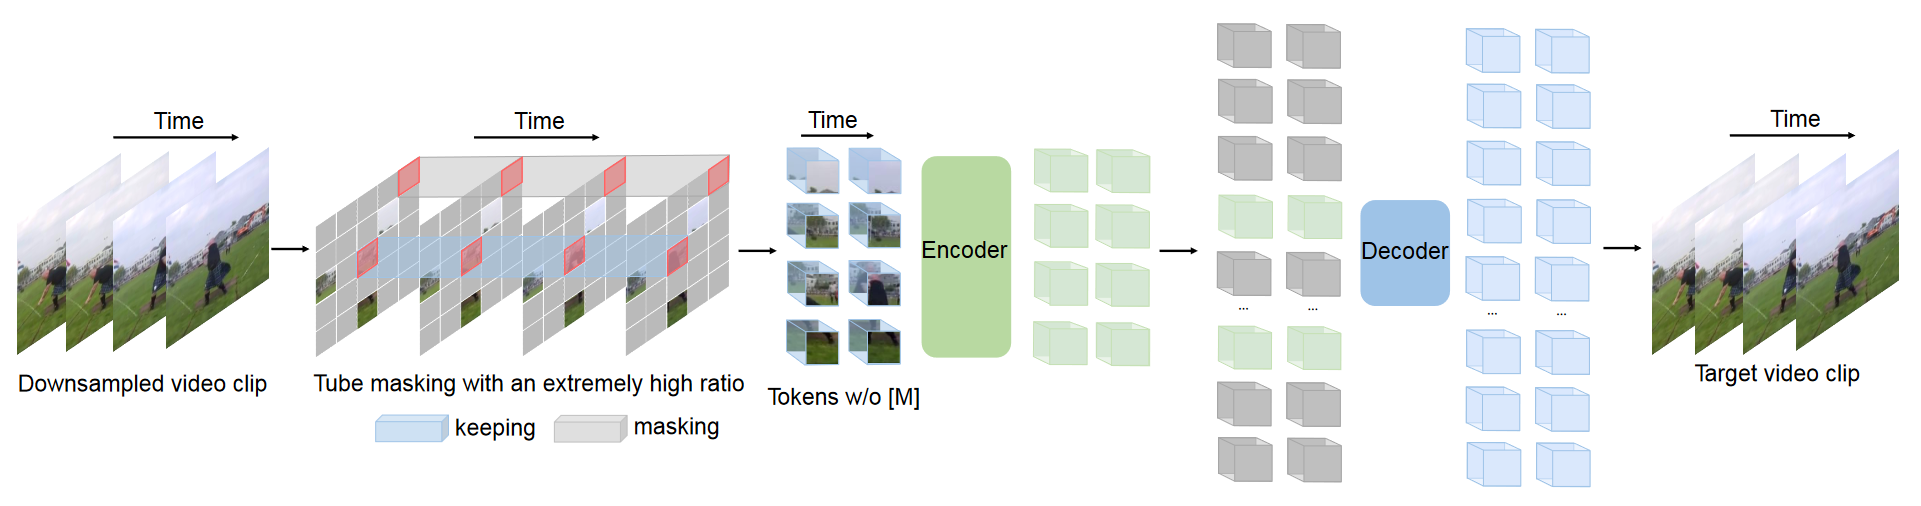 Time
Time
Time
Time
Encoder
Decoder
...
...
...
...
Downsampled video clip
Tube masking with an extremely high ratio
Tokens w/o [M]
Target video clip
keeping
masking